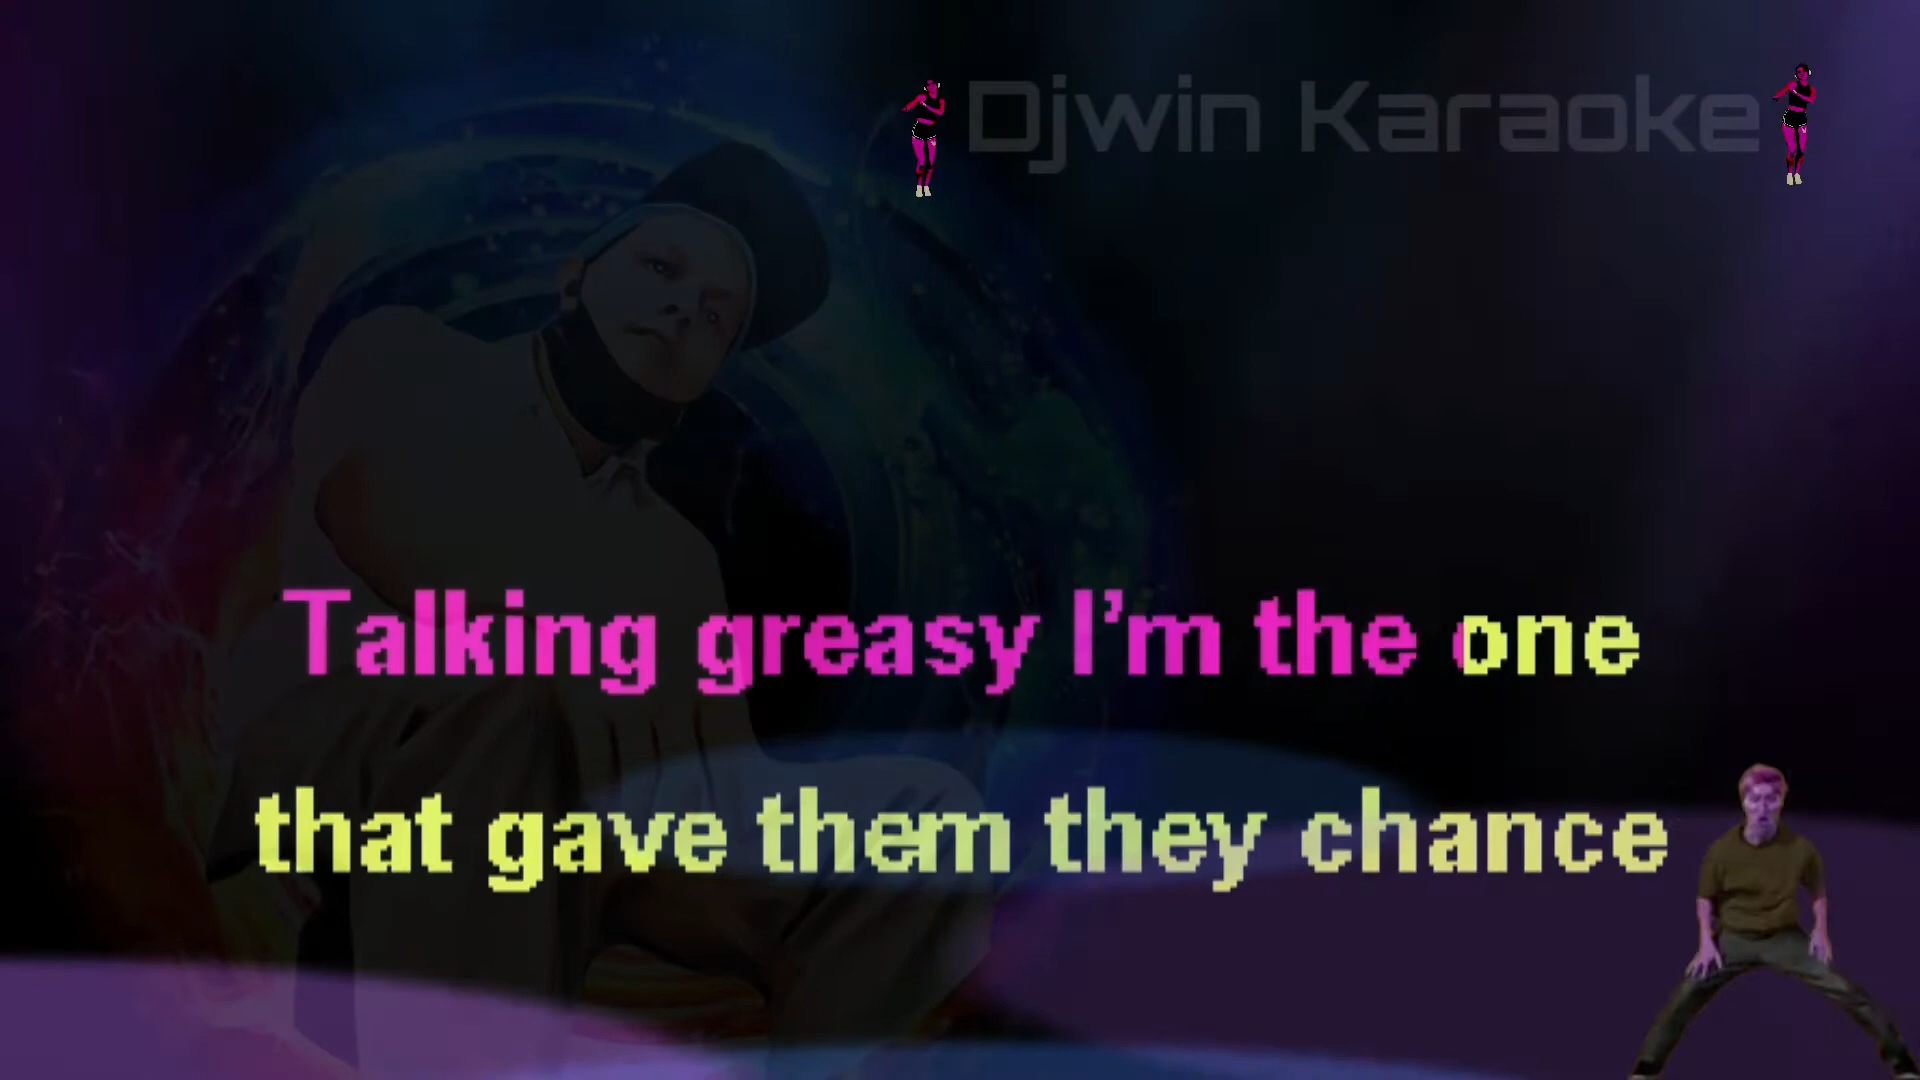 Djwin Karaoke
Talking greasy I'm the one
that gave them they chance